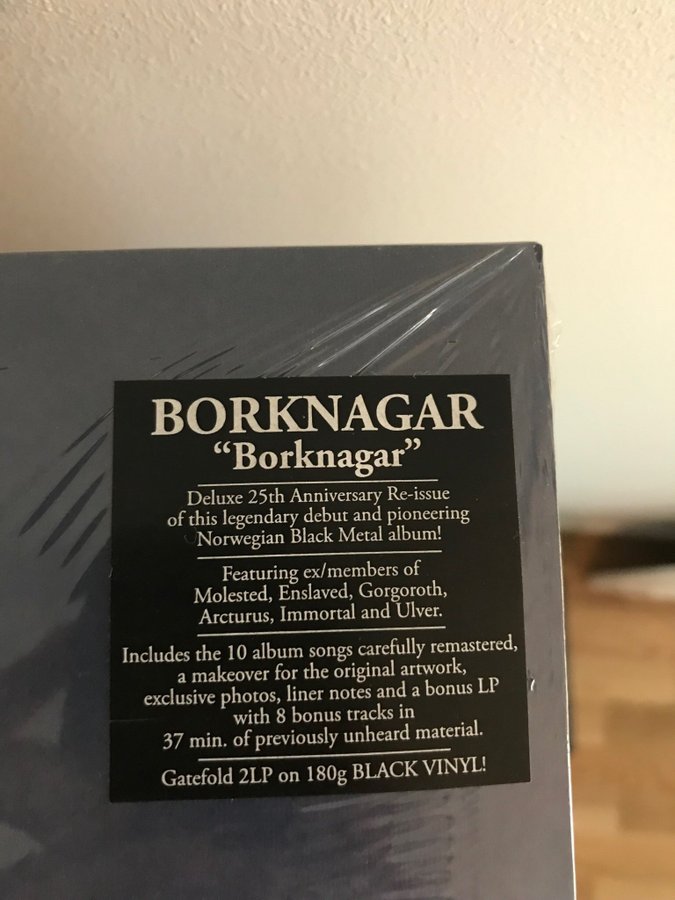 BORKNAGAR
“Borknagar”
Deluxe 25th Anniversary Re-issue
of this legendary debut and pioneering
Norwegian Black Metal album!
Featuring ex/members of
Molested, Enslaved, Gorgoroth,
Arcturus, Immortal and Ulver.
Includes the 10 album songs carefully remastered,
a makeover for the original artwork,
exclusive photos, liner notes and a bonus LP
with 8 bonus tracks in
37 min. of previously unheard material.
Gatefold 2LP on 180g BLACK VINYL!